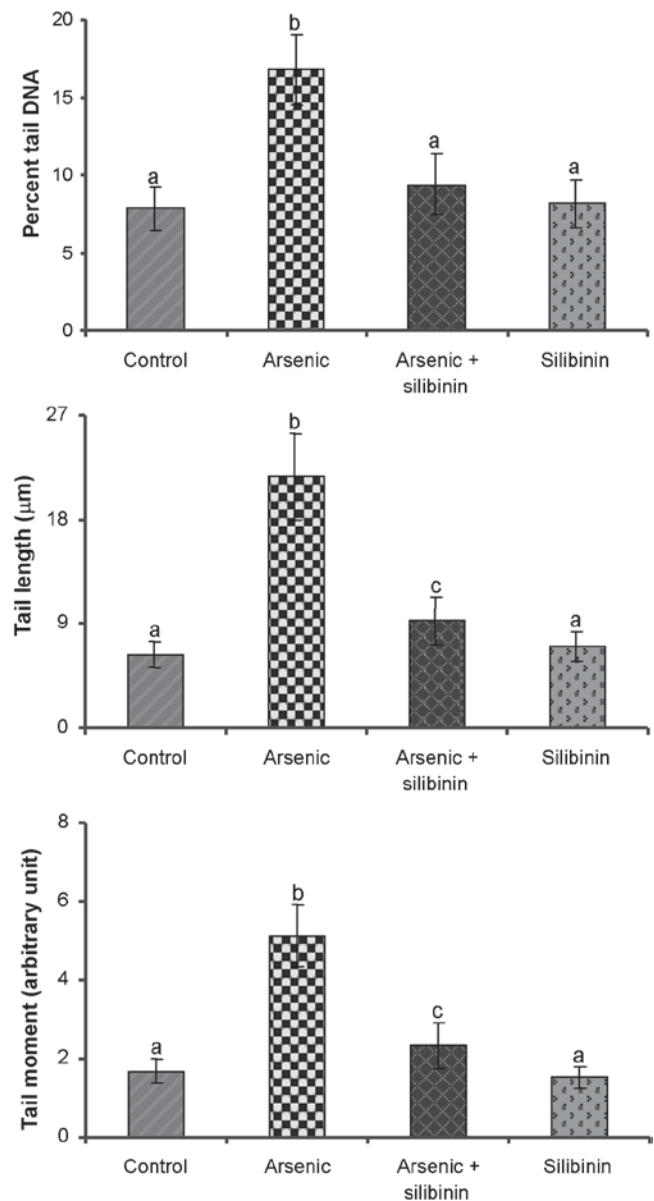 20
15
10
5
0
Percent tail DNA
a
b
a
a
Control
Arsenic
Arsenic +
silibinin
Silibinin
27
18
9
0
Tail length (μm)
a
b
c
a
Control
Arsenic
Arsenic +
silibinin
Silibinin
8
6
4
2
0
Tail moment (arbitrary unit)
a
b
c
a
Control
Arsenic
Arsenic +
silibinin
Silibinin